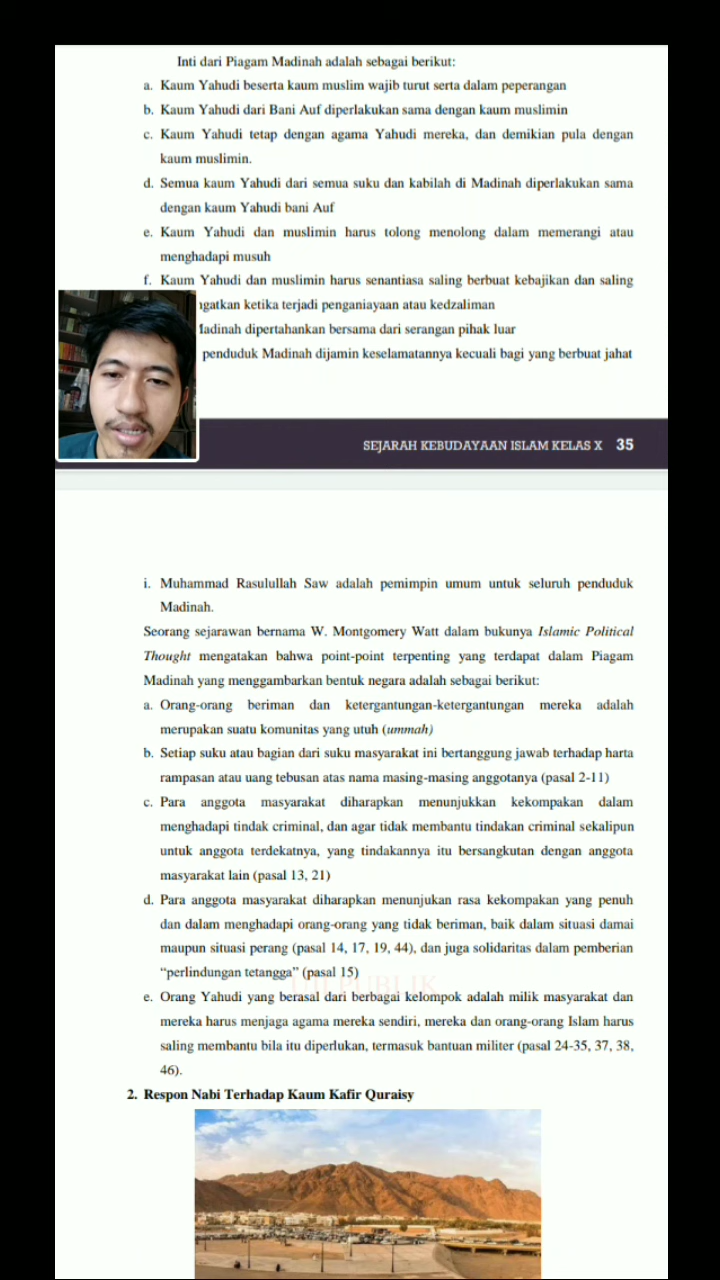 Inti dari Piagam Madinah adalah sebagai berikut:
a. Kaum Yahudi beserta kaum muslim wajib turut serta dalam peperangan
b. Kaum Yahudi dari Bani Auf diperlakukan sama dengan kaum muslimin
c. Kaum Yahudi tetap dengan agama Yahudi mereka, dan demikian pula dengan
kaum muslimin.
d. Semua kaum Yahudi dari semua suku dan kabilah di Madinah diperlakukan sama
dengan kaum Yahudi bani Auf
e. Kaum Yahudi dan muslimin harus tolong menolong dalam memerangi atau
menghadapi musuh
f. Kaum Yahudi dan muslimin harus senantiasa saling berbuat kebajikan dan saling
ngatkan ketika terjadi penganiayaan atau kedzaliman
adinah dipertahankan bersama dari serangan pihak luar
penduduk Madinah dijamin keselamatannya kecuali bagi yang berbuat jahat
SEJARAH KEBUDAYAAN ISLAM KELAS X 35
i. Muhammad Rasulullah Saw adalah pemimpin umum untuk seluruh penduduk
Madinah.
Seorang sejarawan bernama W. Montgomery Watt dalam bukunya Islamic Political
Thought mengatakan bahwa point-point terpenting yang terdapat dalam Piagam
Madinah yang menggambarkan bentuk negara adalah sebagai berikut:
a. Orang-orang beriman dan ketergantungan-ketergantungan mereka adalah
merupakan suatu komunitas yang utuh (ummah)
b. Setiap suku atau bagian dari suku masyarakat ini bertanggung jawab terhadap harta
rampasan atau uang tebusan atas nama masing-masing anggotanya (pasal 2-11)
c. Para anggota masyarakat diharapkan menunjukkan kekompakan dalam
menghadapi tindak criminal, dan agar tidak membantu tindakan criminal sekalipun
untuk anggota terdekatnya, yang tindakannya itu bersangkutan dengan anggota
masyarakat lain (pasal 13, 21)
d. Para anggota masyarakat diharapkan menunjukan rasa kekompakan yang penuh
dan dalam menghadapi orang-orang yang tidak beriman, baik dalam situasi damai
maupun situasi perang (pasal 14, 17, 19, 44), dan juga solidaritas dalam pemberian
"perlindungan tetangga" (pasal 15)
UJI PUBLIK
e. Orang Yahudi yang berasal dari berbagai kelompok adalah milik masyarakat dan
mereka harus menjaga agama mereka sendiri, mereka dan orang-orang Islam harus
saling membantu bila itu diperlukan, termasuk bantuan militer (pasal 24-35, 37, 38,
46).
2. Respon Nabi Terhadap Kaum Kafir Quraisy